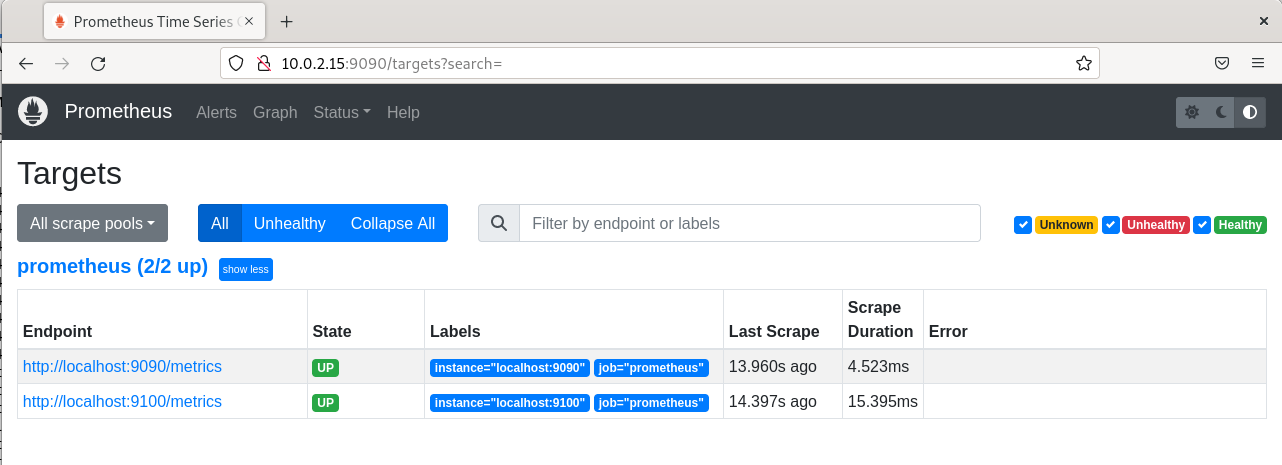 Prometheus Time Series C
10.0.2.15:9090/targets?search=
Prometheus Alerts Graph Status Help
Targets
All scrape pools All Unhealthy Collapse All Filter by endpoint or labels Unknown Unhealthy Healthy
prometheus (2/2 up) show less
Endpoint State Labels Last Scrape Scrape Duration Error
http://localhost:9090/metrics UP instance="localhost:9090" job="prometheus" 13.960s ago 4.523ms
http://localhost:9100/metrics UP instance="localhost:9100" job="prometheus" 14.397s ago 15.395ms